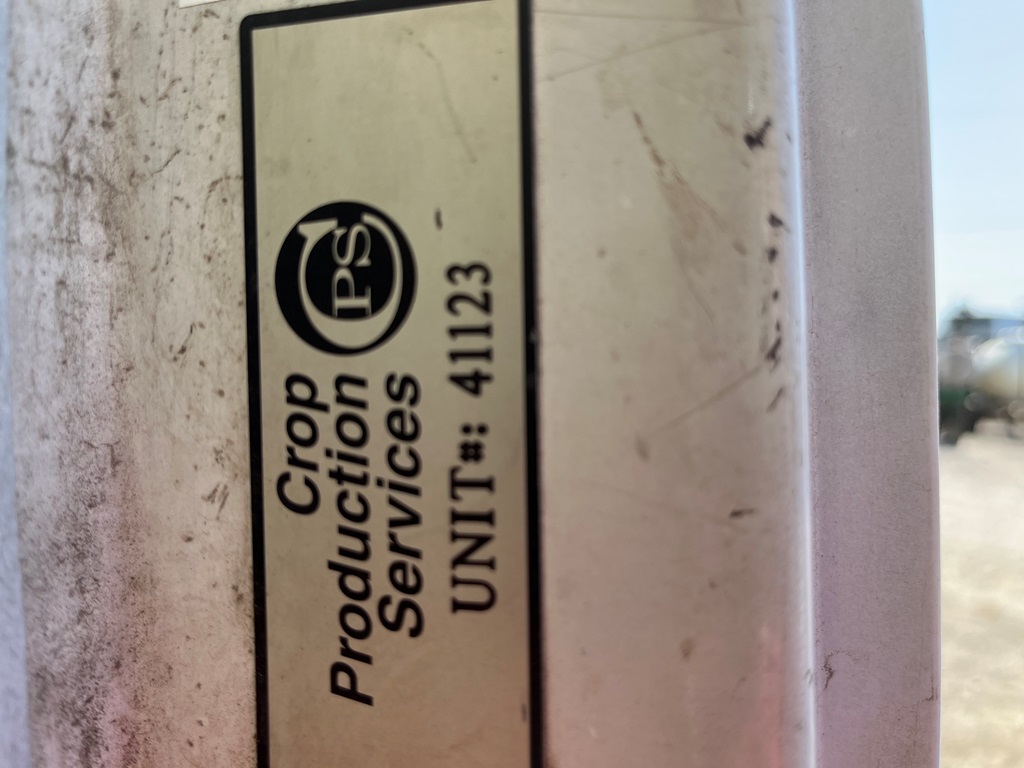 Crop
Production
Services
CPS
UNIT#: 41123